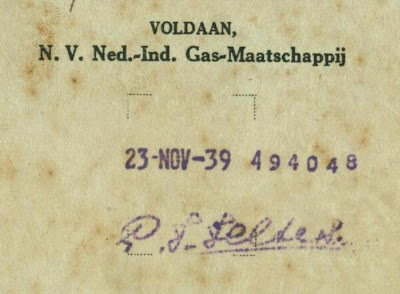 VOLDAAN,
N. V. Ned.-Ind. Gas-Maatschappij
23-NOV-39 494048